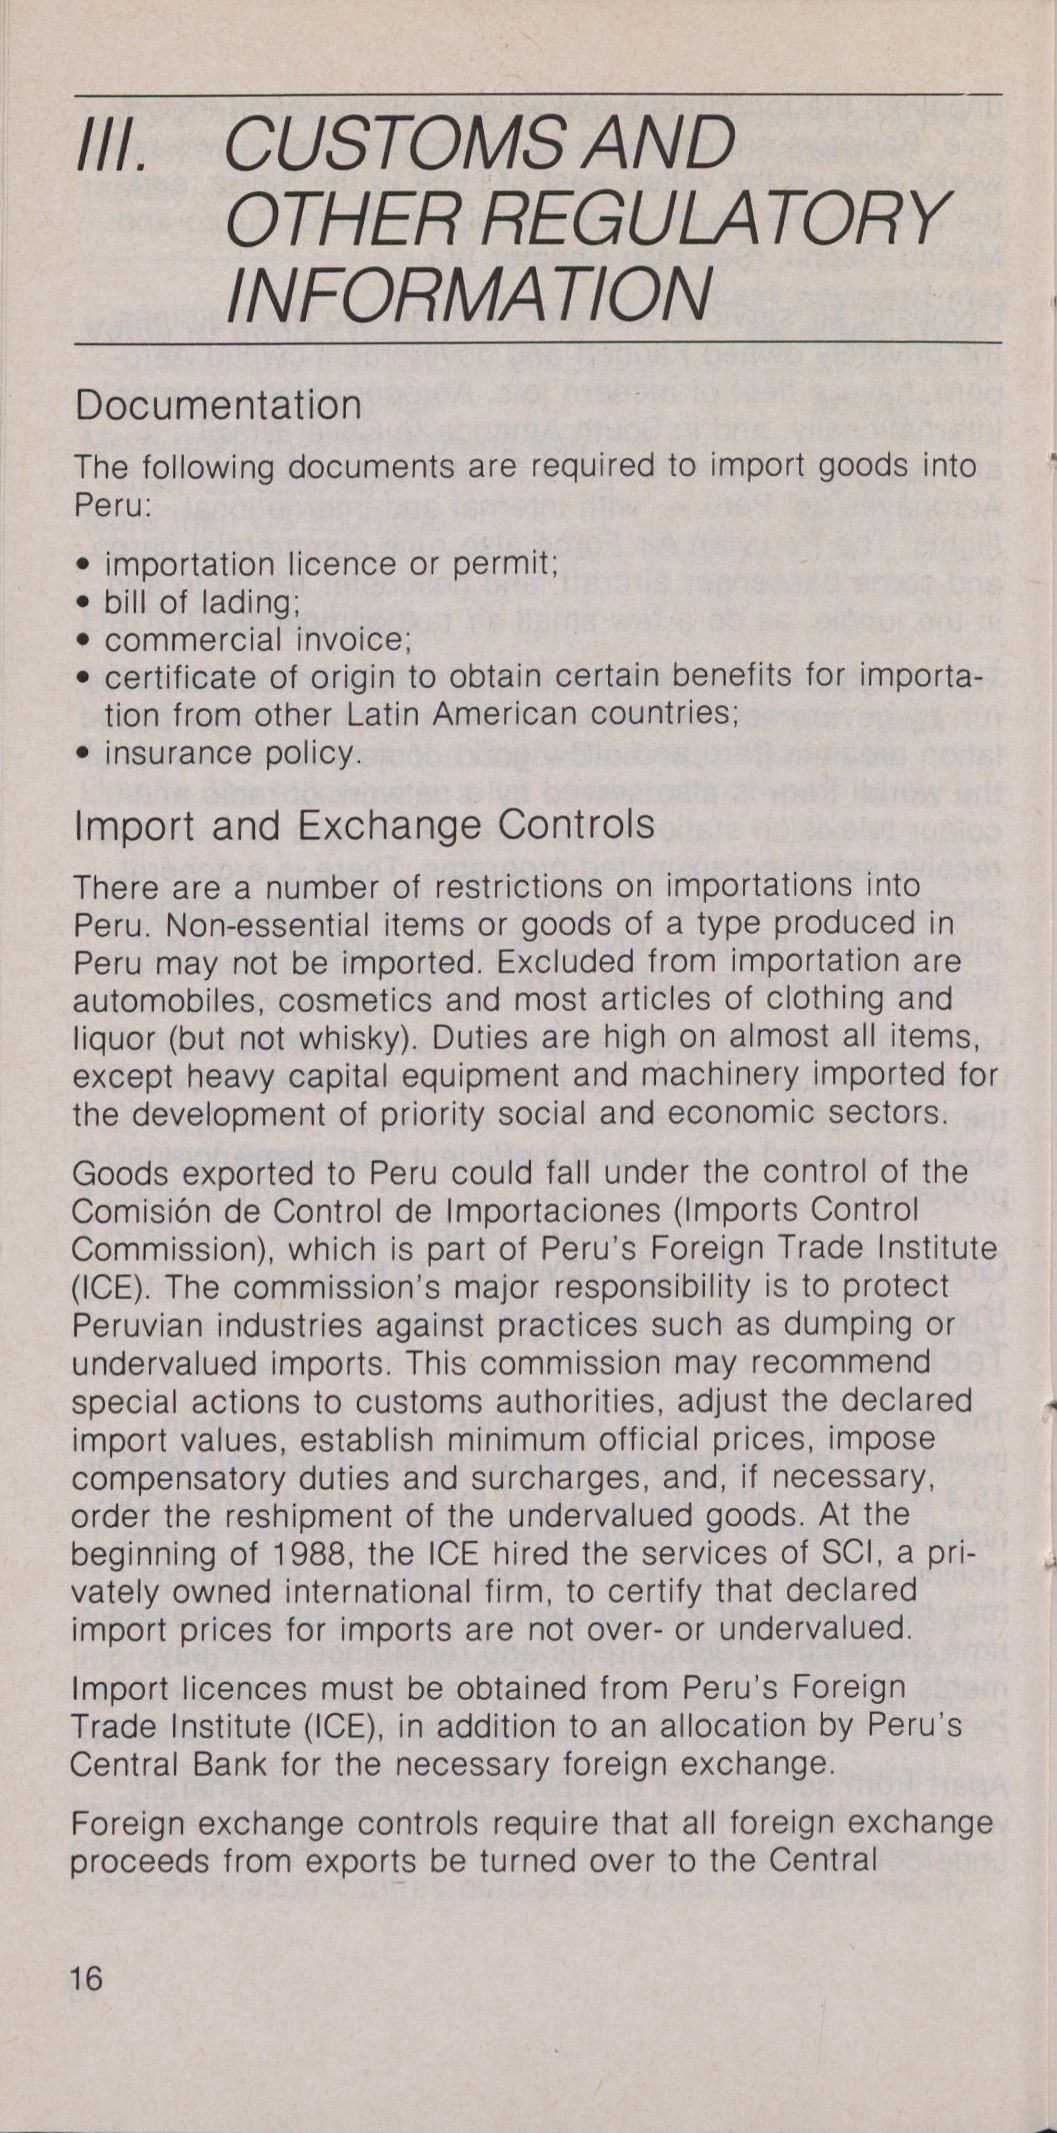 III. CUSTOMS AND
OTHER REGULATORY
INFORMATION
Documentation
The following documents are required to import goods into
Peru:
• importation licence or permit;
• bill of lading;
• commercial invoice;
• certificate of origin to obtain certain benefits for importa-
tion from other Latin American countries;
• insurance policy.
Import and Exchange Controls
There are a number of restrictions on importations into
Peru. Non-essential items or goods of a type produced in
Peru may not be imported. Excluded from importation are
automobiles, cosmetics and most articles of clothing and
liquor (but not whisky). Duties are high on almost all items,
except heavy capital equipment and machinery imported for
the development of priority social and economic sectors.
Goods exported to Peru could fall under the control of the
Comisión de Control de Importaciones (Imports Control
Commission), which is part of Peru's Foreign Trade Institute
(ICE). The commission's major responsibility is to protect
Peruvian industries against practices such as dumping or
undervalued imports. This commission may recommend
special actions to customs authorities, adjust the declared
import values, establish minimum official prices, impose
compensatory duties and surcharges, and, if necessary,
order the reshipment of the undervalued goods. At the
beginning of 1988, the ICE hired the services of SCI, a pri-
vately owned international firm, to certify that declared
import prices for imports are not over- or undervalued.
Import licences must be obtained from Peru's Foreign
Trade Institute (ICE), in addition to an allocation by Peru's
Central Bank for the necessary foreign exchange.
Foreign exchange controls require that all foreign exchange
proceeds from exports be turned over to the Central
16